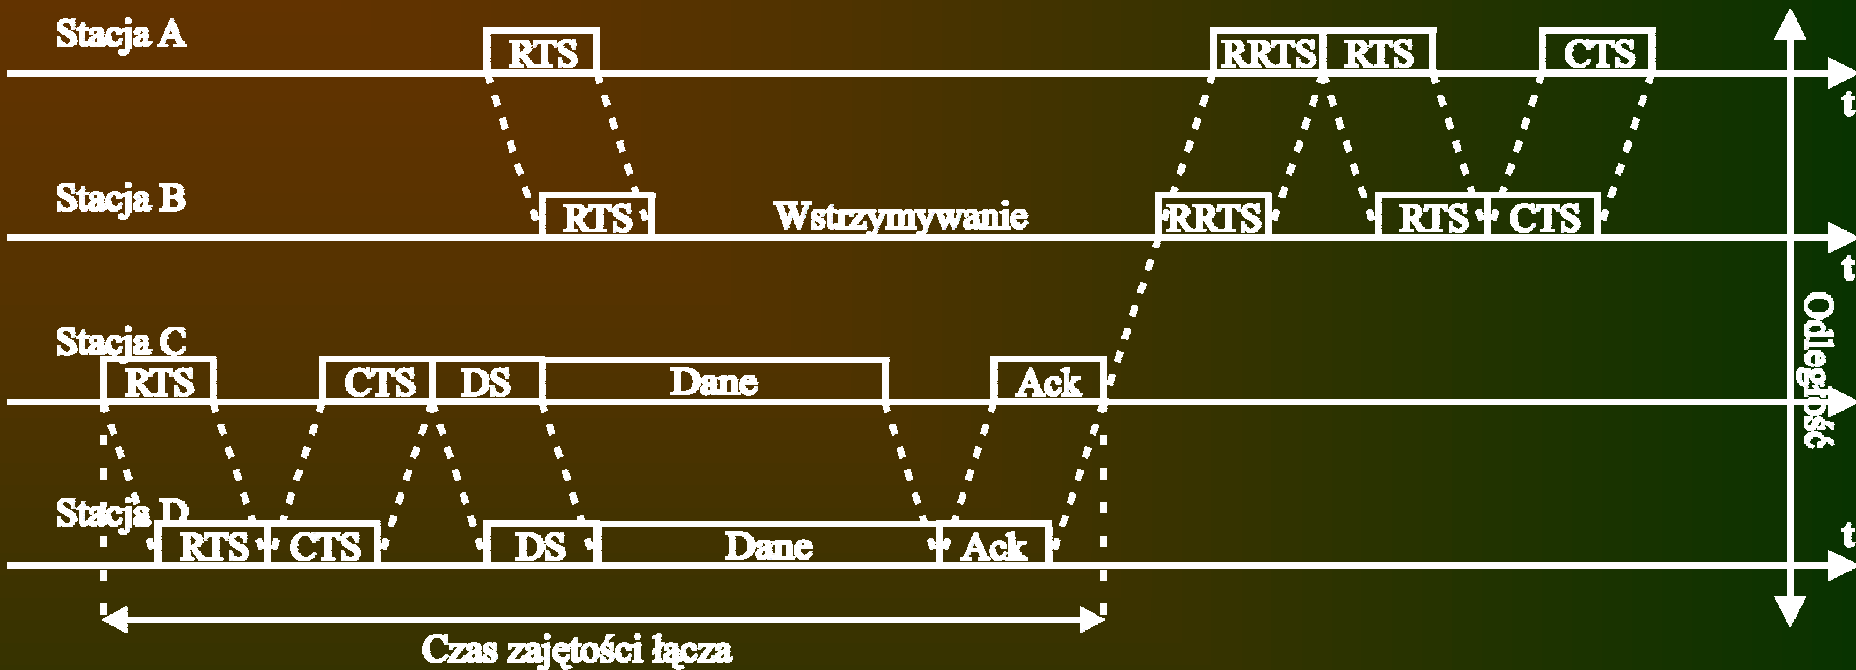 Stacja A
RTS
RRTS
RTS
CTS
t
Stacja B
RTS
Wstrzymywanie
RRTS
RTS
CTS
t
Stacja C
RTS
CTS
DS
Dane
Ack
Odległość
Stacja D
RTS
CTS
DS
Dane
Ack
t
Czas zajętości łącza